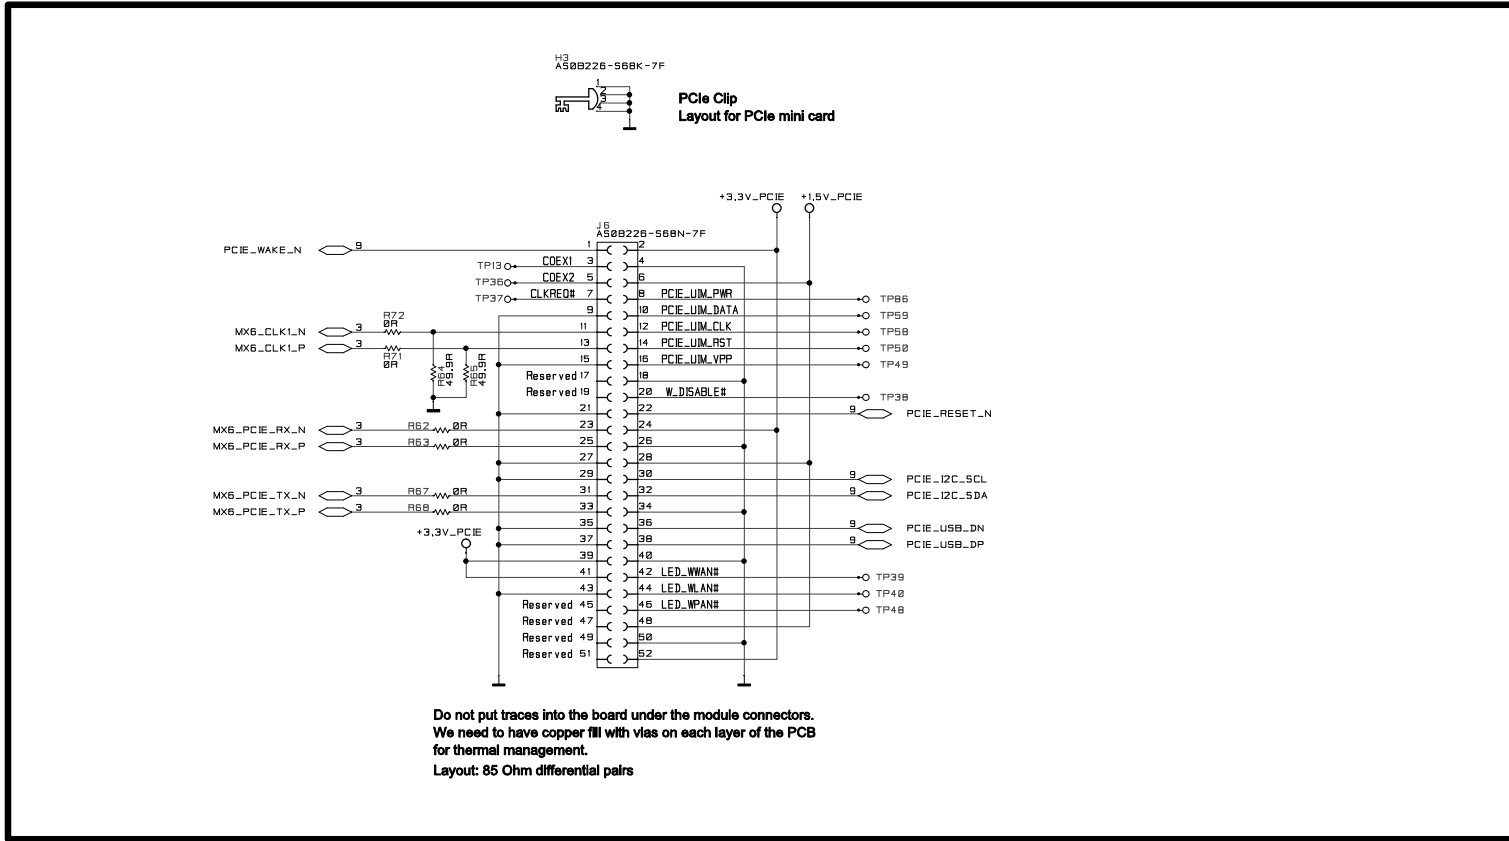 H3
AS0B226-S68K-7F
1
2
3
4
PCIe Clip
Layout for PCIe mini card
+3,3V_PCIE +1,5V_PCIE
J6
AS0B226-S68N-7F
PCIE_WAKE_N 9 1 2
TP13 COEX1 3 4
TP36 COEX2 5 6
TP37 CLKREQ# 7 8 PCIE_UIM_PWR TP86
9 10 PCIE_UIM_DATA TP59
R72
0R
MX6_CLK1_N 3 11 12 PCIE_UIM_CLK TP58
MX6_CLK1_P 3 13 14 PCIE_UIM_RST TP50
R71
0R
R64
49.9R
R65
49.9R
15 16 PCIE_UIM_VPP TP49
Reserved 17 18
Reserved 19 20 W_DISABLE# TP38
21 22 9 PCIE_RESET_N
MX6_PCIE_RX_N 3 R62 0R 23 24
MX6_PCIE_RX_P 3 R63 0R 25 26
27 28
29 30 9 PCIE_I2C_SCL
MX6_PCIE_TX_N 3 R67 0R 31 32 9 PCIE_I2C_SDA
MX6_PCIE_TX_P 3 R68 0R 33 34
35 36 9 PCIE_USB_DN
+3,3V_PCIE
37 38 9 PCIE_USB_DP
39 40
41 42 LED_WWAN# TP39
43 44 LED_WLAN# TP40
Reserved 45 46 LED_WPAN# TP48
Reserved 47 48
Reserved 49 50
Reserved 51 52
Do not put traces into the board under the module connectors.
We need to have copper fill with vias on each layer of the PCB
for thermal management.
Layout: 85 Ohm differential pairs